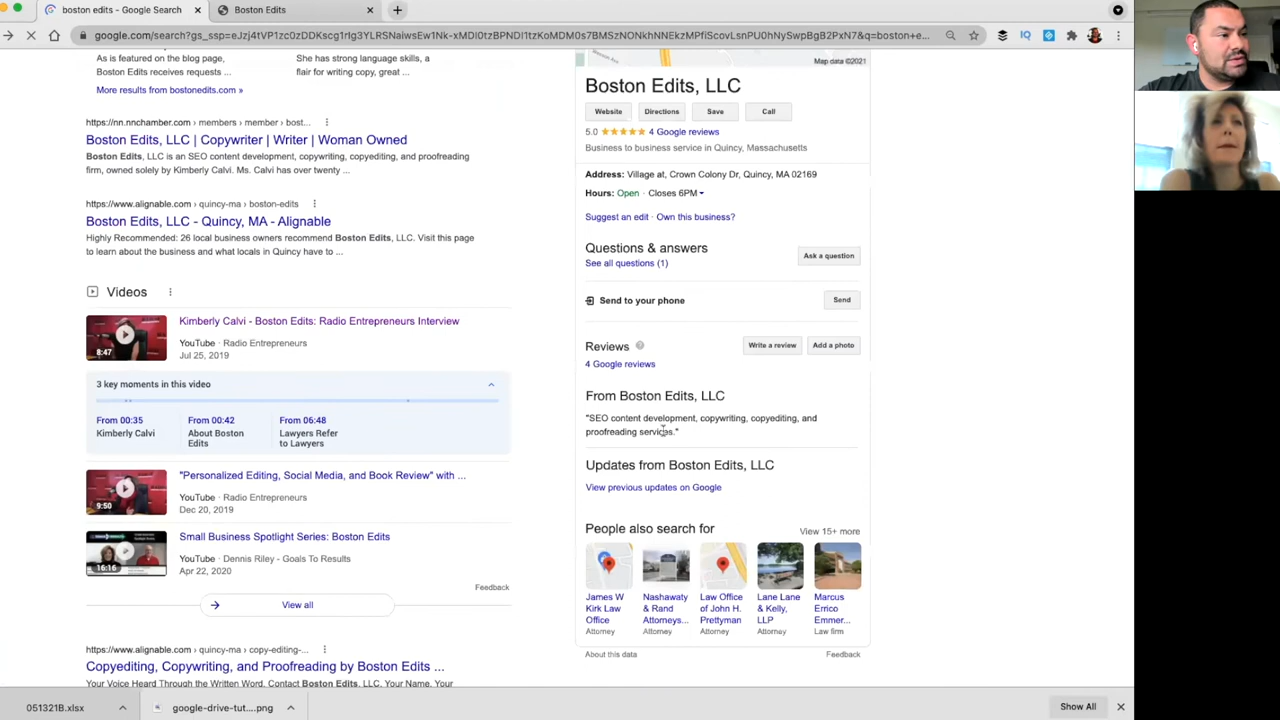 boston edits - Google Search
Boston Edits
google.com/search?gs_ssp=eJzj4tVP1zc0zDDKscg1rIg3YLRSNaiwsEw1Nk-xMDI0tzBPNDI1tzKoMDM0s7BMSzNONkhNNEkzMPfiScovLsnPU0hNySwpBgB2PxN7&q=boston+e...
As is featured on the blog page,
Boston Edits receives requests ...
She has strong language skills, a
flair for writing copy, great ...
More results from bostonedits.com »
https://nn.nnchamber.com › members › member › bost...
Boston Edits, LLC | Copywriter | Writer | Woman Owned
Boston Edits, LLC is an SEO content development, copywriting, copyediting, and proofreading
firm, owned solely by Kimberly Calvi. Ms. Calvi has over twenty ...
https://www.alignable.com › quincy-ma › boston-edits
Boston Edits, LLC - Quincy, MA - Alignable
Highly Recommended: 26 local business owners recommend Boston Edits, LLC. Visit this page
to learn about the business and what locals in Quincy have to ...
Videos
Kimberly Calvi - Boston Edits: Radio Entrepreneurs Interview
YouTube · Radio Entrepreneurs
Jul 25, 2019
8:47
3 key moments in this video
From 00:35
Kimberly Calvi
From 00:42
About Boston
Edits
From 06:48
Lawyers Refer
to Lawyers
"Personalized Editing, Social Media, and Book Review" with ...
YouTube · Radio Entrepreneurs
Dec 20, 2019
9:50
Small Business Spotlight Series: Boston Edits
YouTube · Dennis Riley - Goals To Results
Apr 22, 2020
16:16
Feedback
View all
https://www.alignable.com › quincy-ma › copy-editing-...
Copyediting, Copywriting, and Proofreading by Boston Edits ...
Your Voice Heard Through the Written Word. Contact Boston Edits, LLC, Your Name, Your
Map data ©2021
Boston Edits, LLC
Website
Directions
Save
Call
5.0 4 Google reviews
Business to business service in Quincy, Massachusetts
Address: Village at, Crown Colony Dr, Quincy, MA 02169
Hours: Open · Closes 6PM
Suggest an edit · Own this business?
Questions & answers
See all questions (1)
Ask a question
Send to your phone
Send
Reviews
Write a review
Add a photo
4 Google reviews
From Boston Edits, LLC
"SEO content development, copywriting, copyediting, and
proofreading services."
Updates from Boston Edits, LLC
View previous updates on Google
People also search for
View 15+ more
James W
Kirk Law
Office
Attorney
Nashawaty
& Rand
Attorneys...
Attorney
Law Office
of John H.
Prettyman
Attorney
Lane Lane
& Kelly,
LLP
Attorney
Marcus
Errico
Emmer...
Law firm
About this data
Feedback
051321B.xlsx
google-drive-tut....png
Show All